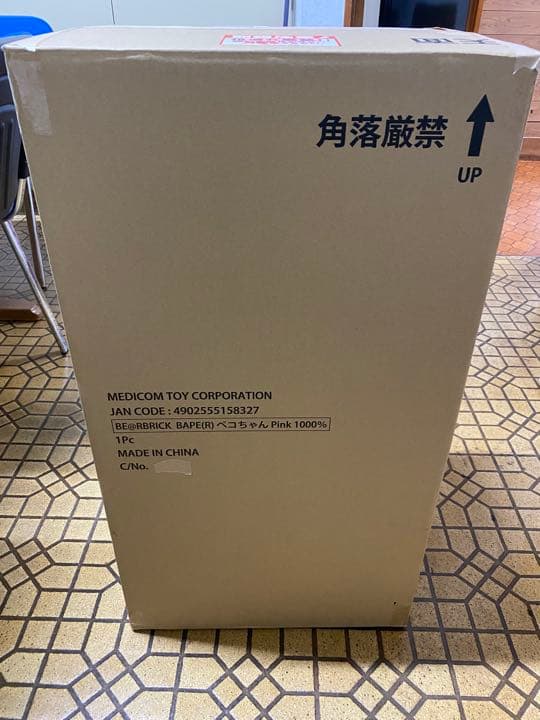 角落厳禁
UP
MEDICOM TOY CORPORATION
JAN CODE : 4902555158327
BE@RBRICK BAPE(R) ペコちゃん Pink 1000%
1Pc
MADE IN CHINA
C/No.